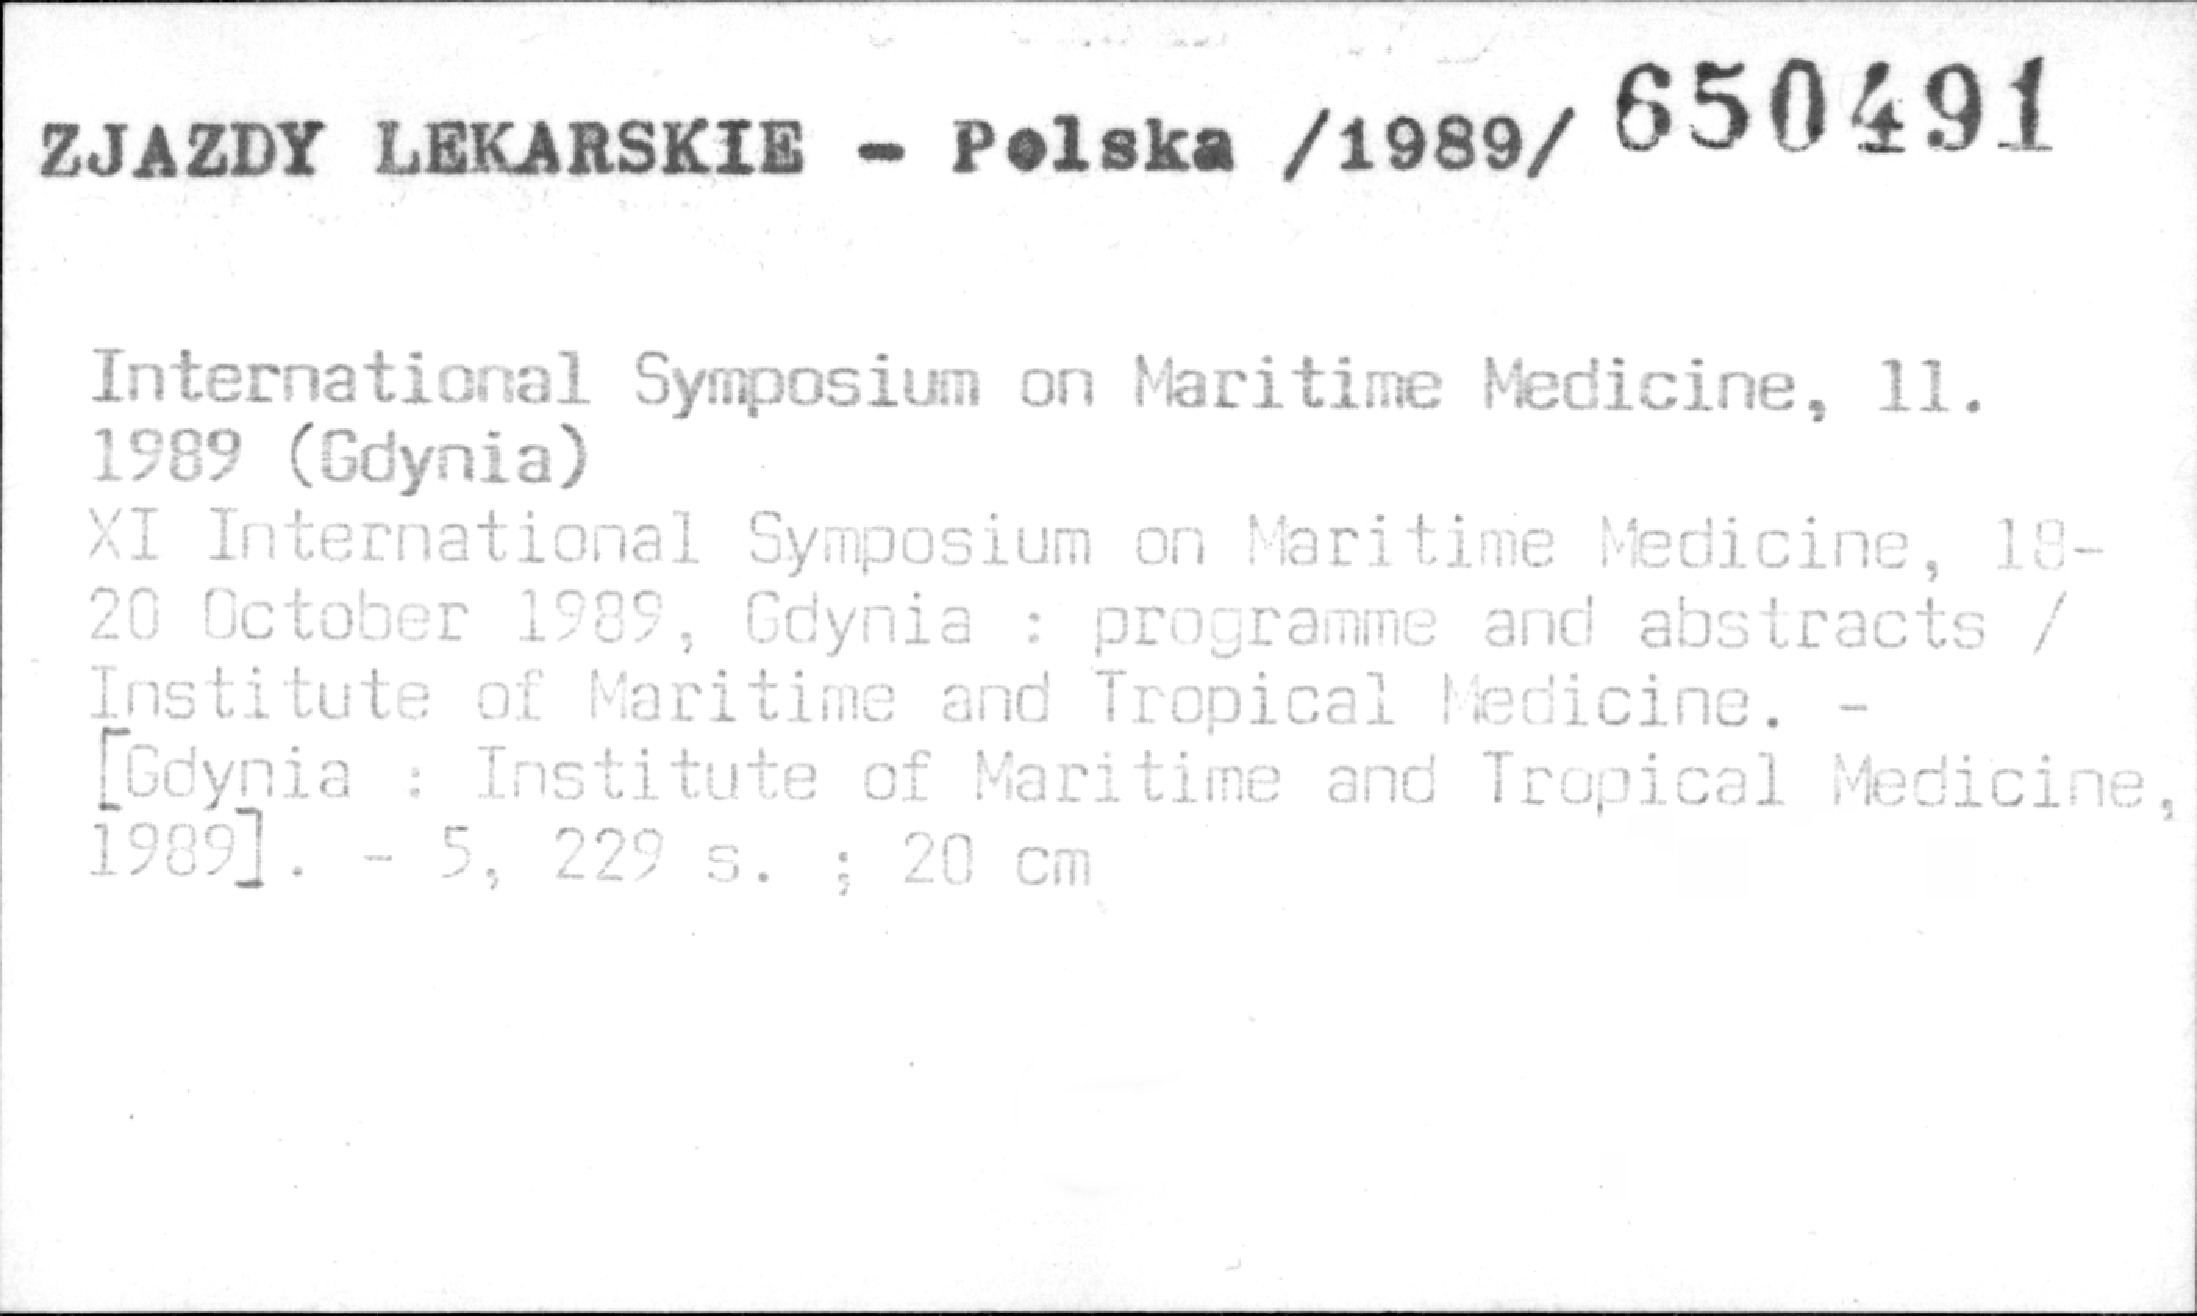 ZJAZDY LEKARSKIE - Polska /1989/ 650491
International Symposium on Maritime Medicine, 11.
1989 (Gdynia)
XI International Symposium on Maritime Medicine, 18-
20 October 1989, Gdynia : programme and abstracts /
Institute of Maritime and Tropical Medicine. -
[Gdynia : Institute of Maritime and Tropical Medicine,
1989]. - 5, 229 s. ; 20 cm